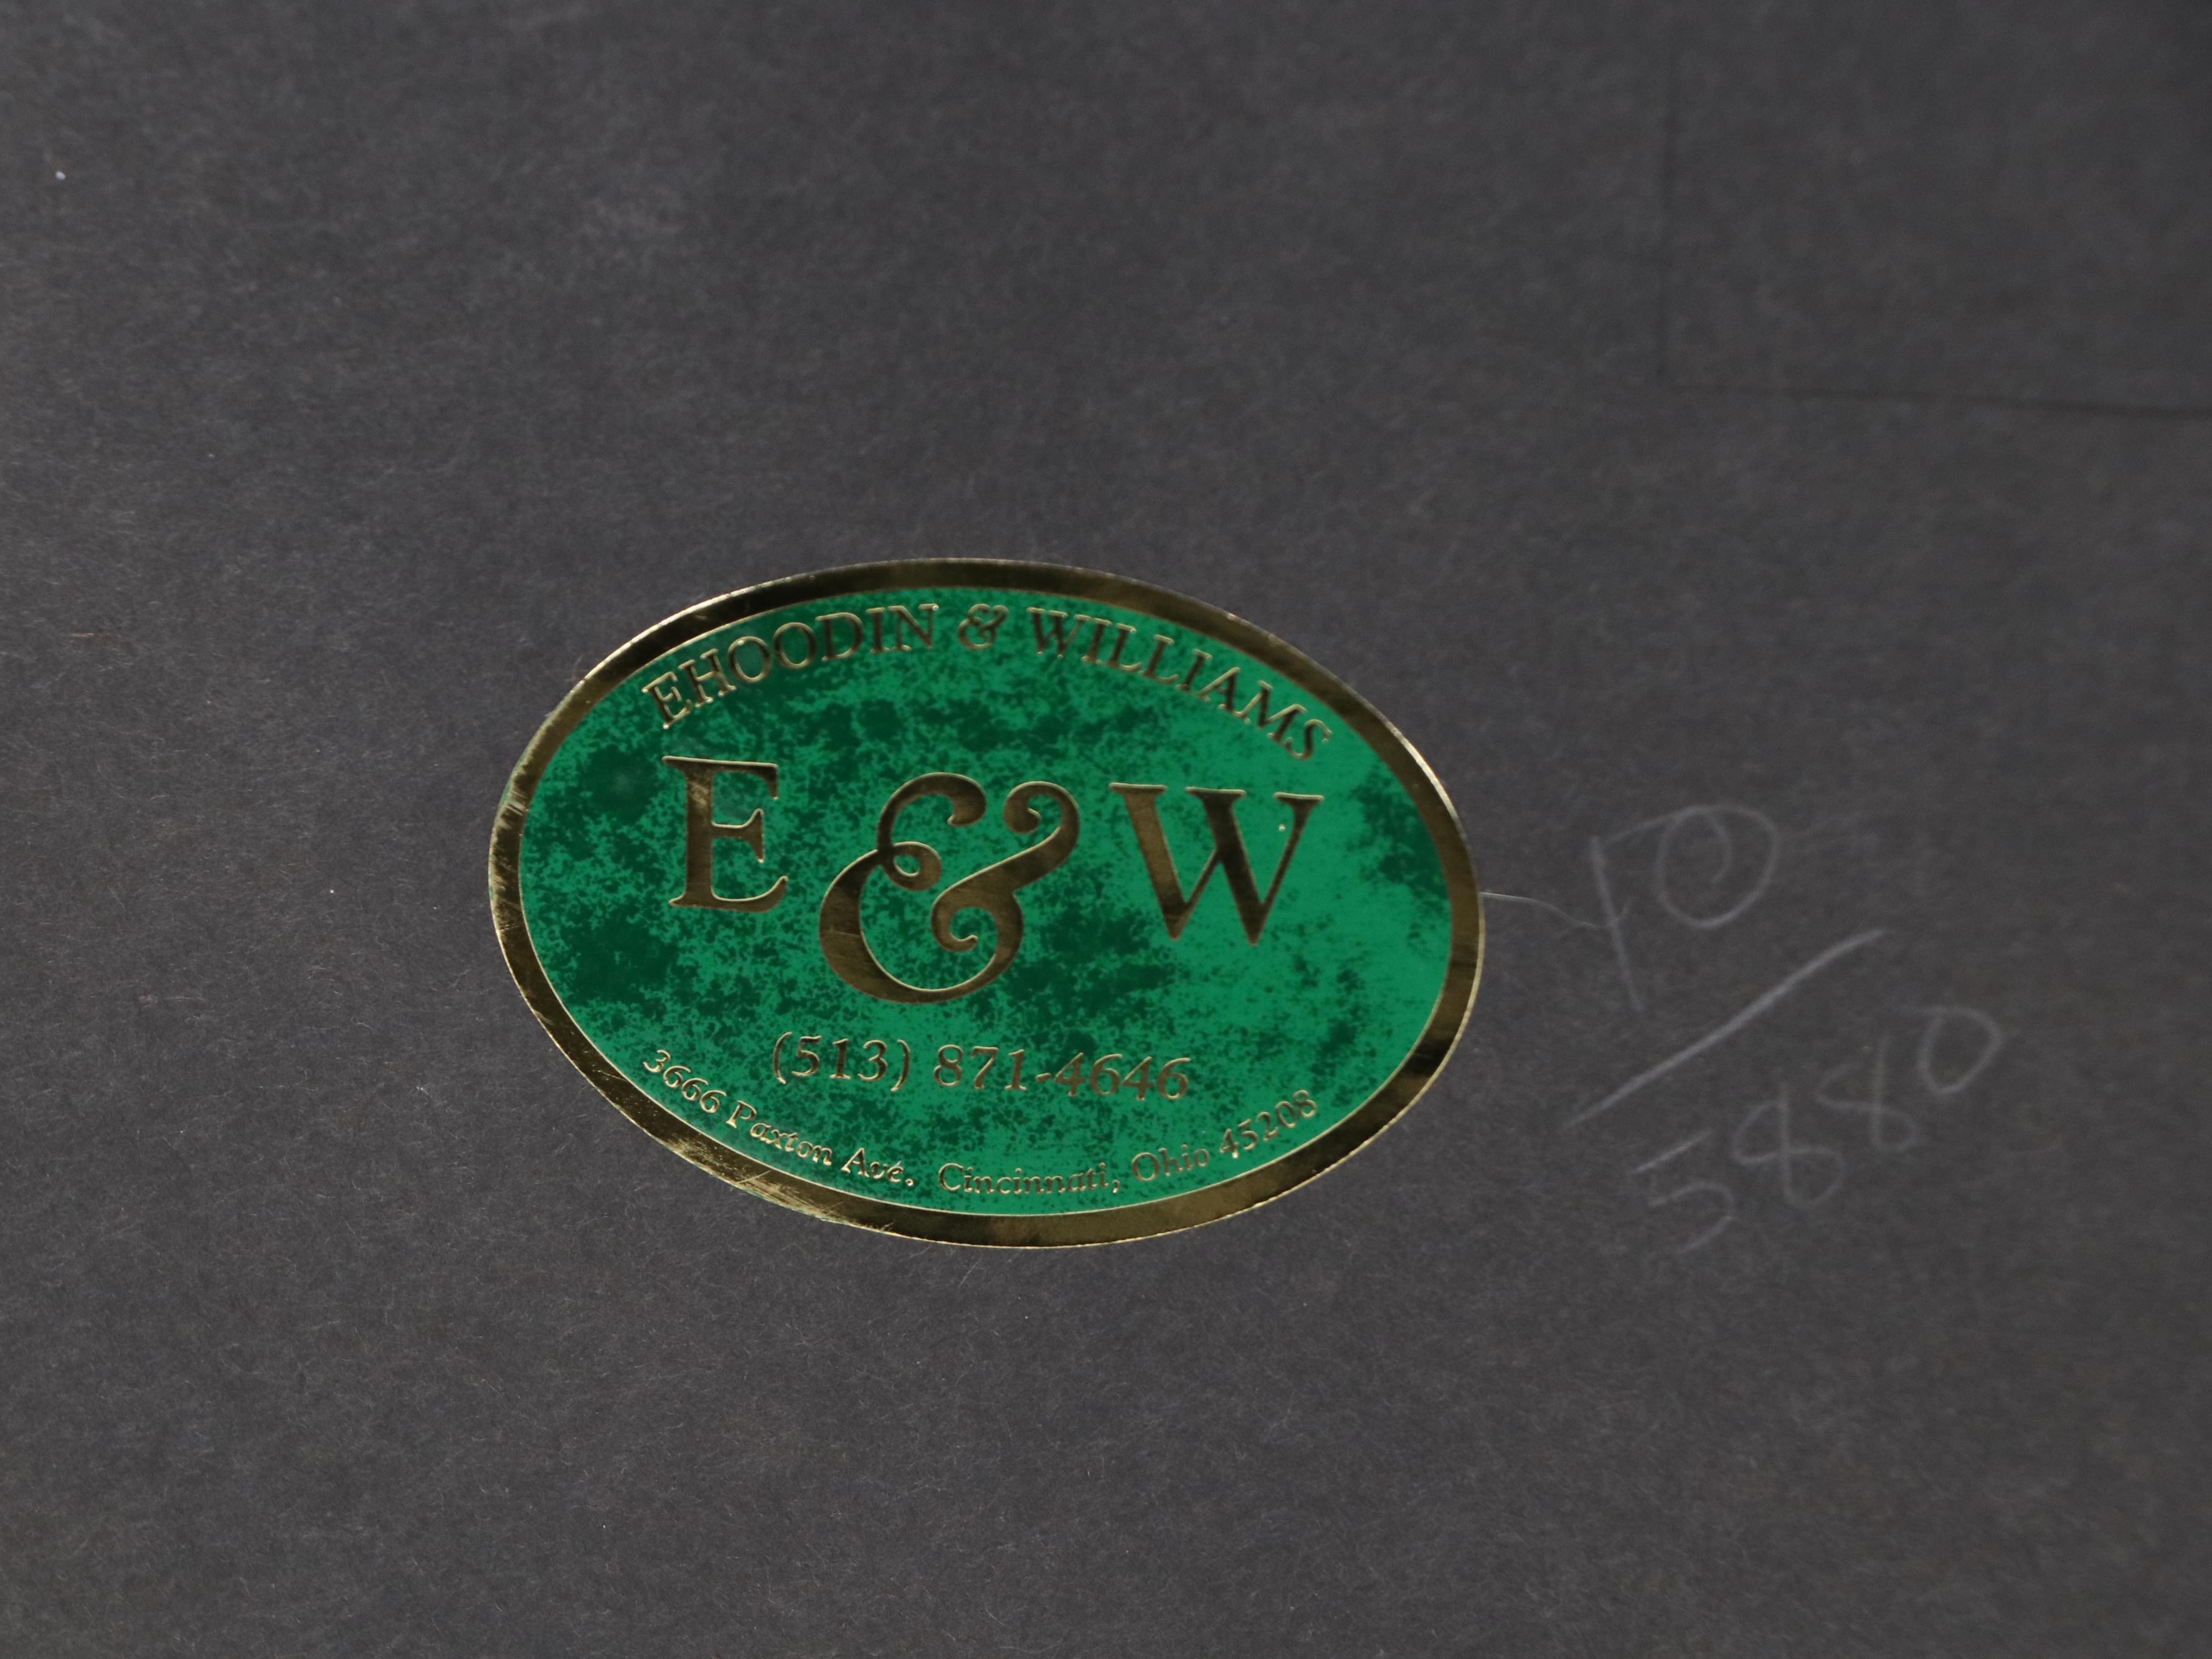 EHOODIN & WILLIAMS
E & W
(513) 871-4646
3666 Paxton Ave. Cincinnati, Ohio 45208
5880